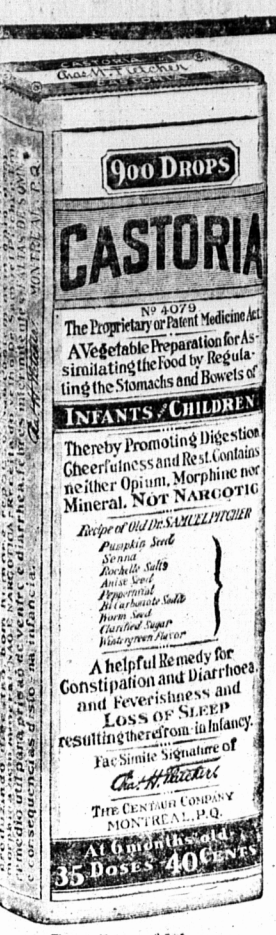 Chas. H. Fletcher
900 DROPS
CASTORIA
Nº 4079
The Proprietary or Patent Medicine Act.
A Vegetable Preparation for As-
similating the Food by Regula-
ting the Stomachs and Bowels of
INFANTS & CHILDREN
Thereby Promoting Digestion
Cheerfulness and Rest. Contains
neither Opium, Morphine nor
Mineral. NOT NARCOTIC
Recipe of Old Dr. SAMUEL PITCHER
Pumpkin Seed
Senna
Rochelle Salts
Anise Seed
Peppermint
Bi Carbonate Soda
Worm Seed
Clarified Sugar
Wintergreen Flavor
A helpful Remedy for
Constipation and Diarrhoea,
and Feverishness and
LOSS OF SLEEP
resulting therefrom in Infancy.
Fac Simile Signature of
Chas. H. Fletcher.
THE CENTAUR COMPANY
MONTREAL, P.Q.
At 6 months old
35 DOSES - 40 CENTS
MONTREAL, P.Q.